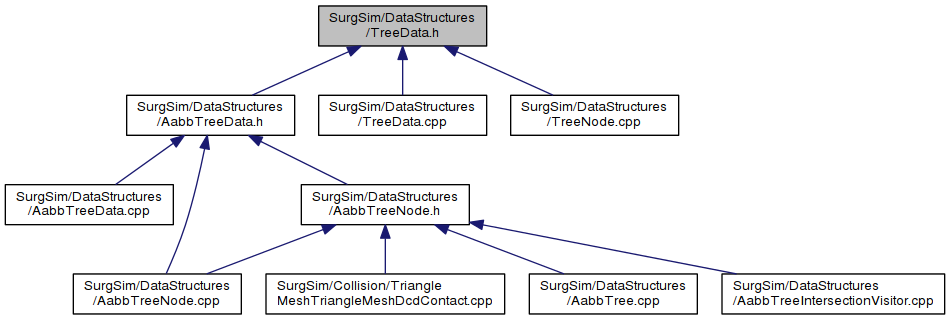 SurgSim/DataStructures
/TreeData.h
SurgSim/DataStructures
/AabbTreeData.h
SurgSim/DataStructures
/TreeData.cpp
SurgSim/DataStructures
/TreeNode.cpp
SurgSim/DataStructures
/AabbTreeData.cpp
SurgSim/DataStructures
/AabbTreeNode.h
SurgSim/DataStructures
/AabbTreeNode.cpp
SurgSim/Collision/Triangle
MeshTriangleMeshDcdContact.cpp
SurgSim/DataStructures
/AabbTree.cpp
SurgSim/DataStructures
/AabbTreeIntersectionVisitor.cpp